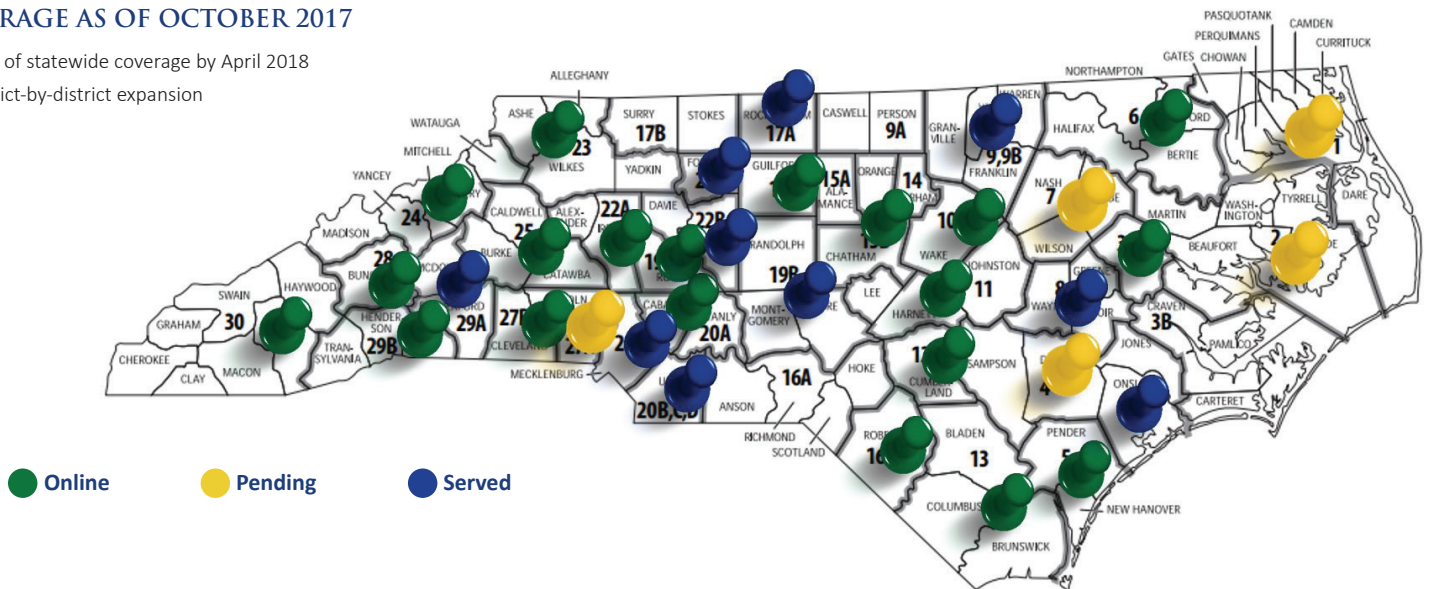 RAGE AS OF OCTOBER 2017
of statewide coverage by April 2018
ict-by-district expansion
PASQUOTANK
CAMDEN
PERQUIMANS
CURRITUCK
GATES CHOWAN
NORTHAMPTON
ALLEGHANY
WATAUGA
MITCHELL
YANCEY
ASHE
23
WILKES
SURRY
17B
STOKES
17A
CASWELL
PERSON
9A
GRAN-
VILLE
WARREN
9,9B
FRANKLIN
HALIFAX
6
BERTIE
1
YADKIN
GUILFOR
15A
ALA-
MANCE
ORANGE
14
NASH
7
MARTIN
WASH-
INGTON
TYRRELL
DARE
24
MADISON
CALDWELL
ALEX-
ANDER
22A
DAVIE
22B
25
BURKE
CATAWBA
RANDOLPH
19B
CHATHAM
10
WAKE
JOHNSTON
11
WILSON
GREENE
BEAUFORT
2
CRAVEN
3B
PAMLICO
JONES
CARTERET
28
HAYWOOD
SWAIN
30
GRAHAM
CHEROKEE
CLAY
MACON
TRAN-
SYLVANIA
HENDER
SON
29B
29A
27B
CLEVELAND
MECKLENBURG
20A
20B,C,D
ANSON
MONT-
GOMERY
LEE
HARNETT
HOKE
16A
RICHMOND
SCOTLAND
CUMBER
LAND
SAMPSON
4
BLADEN
13
PENDER
5
COLUMBUS
BRUNSWICK
NEW HANOVER
Online
Pending
Served